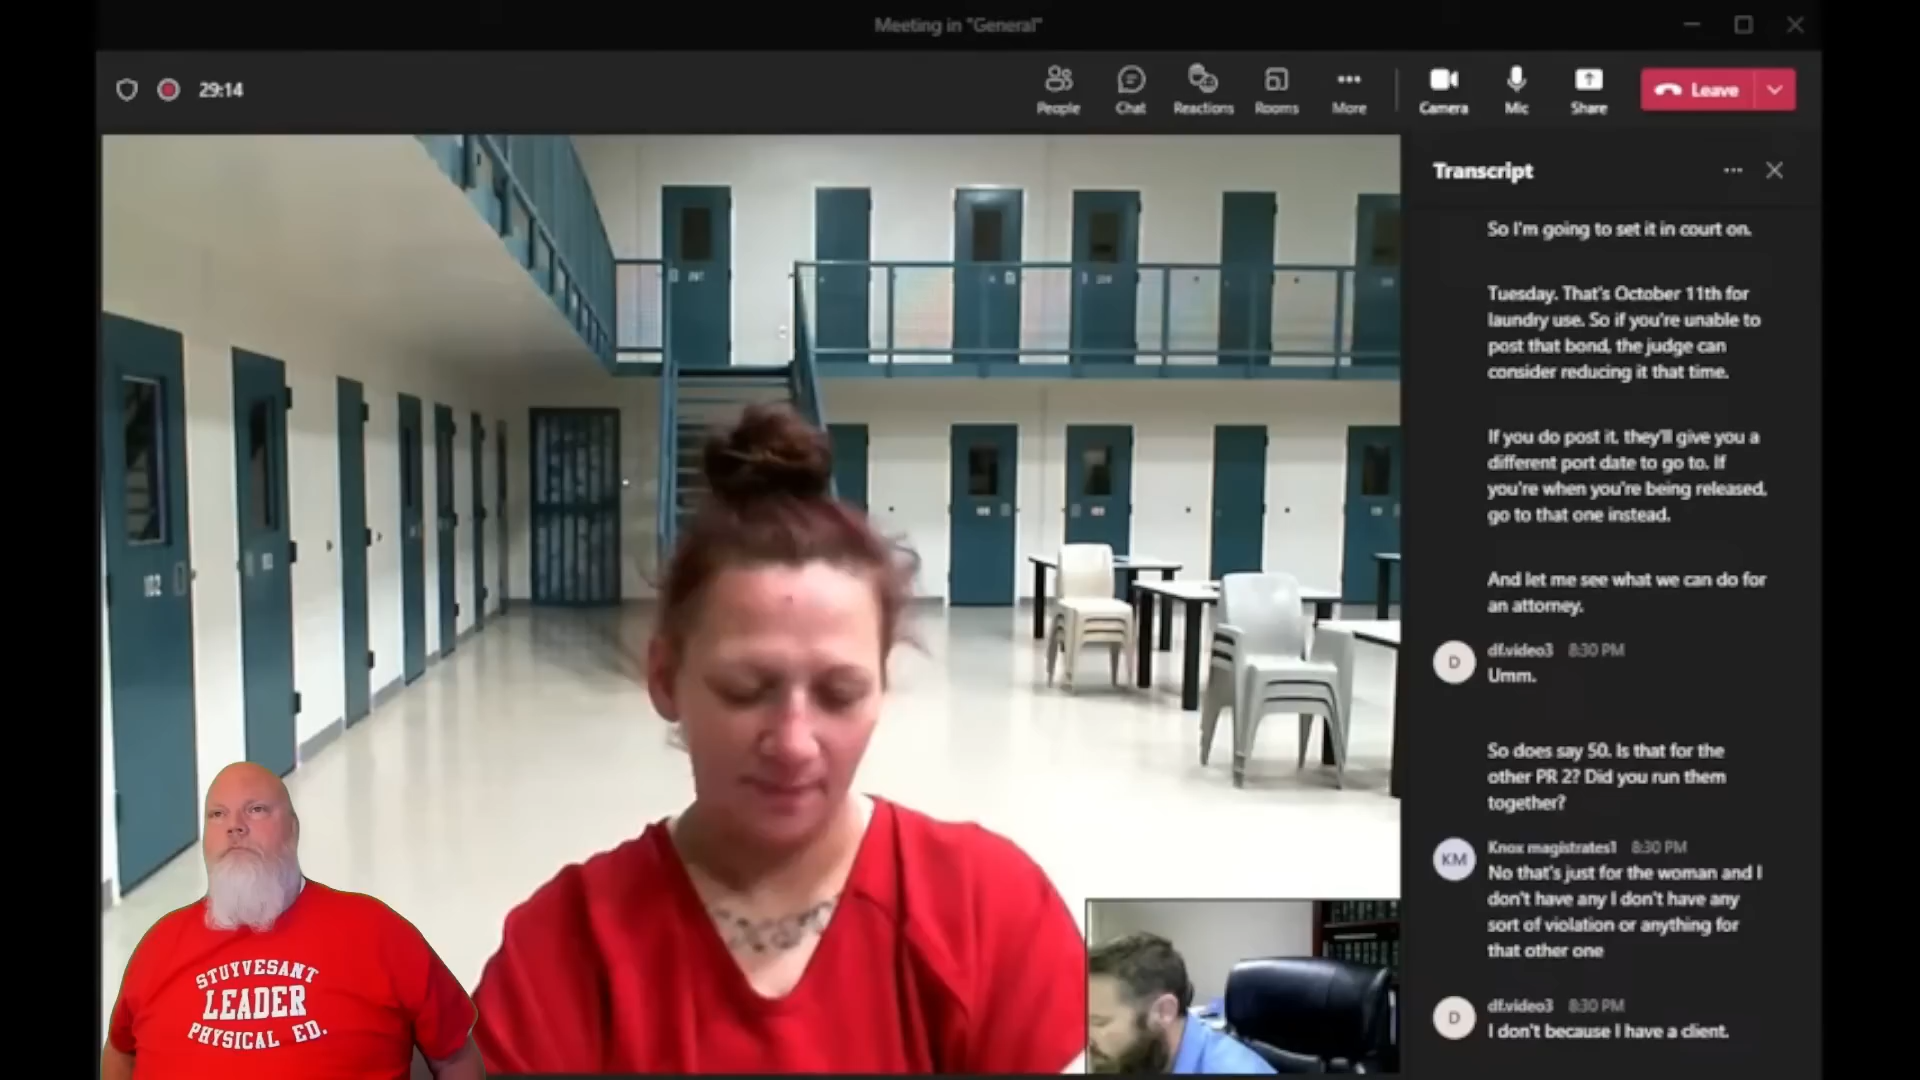 Meeting in "General"
29:14
People
Chat
Reactions
Rooms
More
Camera
Mic
Share
Leave
Transcript
So I'm going to set it in court on.
Tuesday. That's October 11th for
laundry use. So if you're unable to
post that bond, the judge can
consider reducing it that time.
If you do post it, they'll give you a
different port date to go to. If
you're when you're being released,
go to that one instead.
And let me see what we can do for
an attorney.
D
df.video3 8:30 PM
Umm.
So does say 50. Is that for the
other PR 2? Did you run them
together?
KM
Knox magistrates1 8:30 PM
No that's just for the woman and I
don't have any I don't have any
sort of violation or anything for
that other one
D
df.video3 8:30 PM
I don't because I have a client.
102
STUYVESANT
LEADER
PHYSICAL ED.